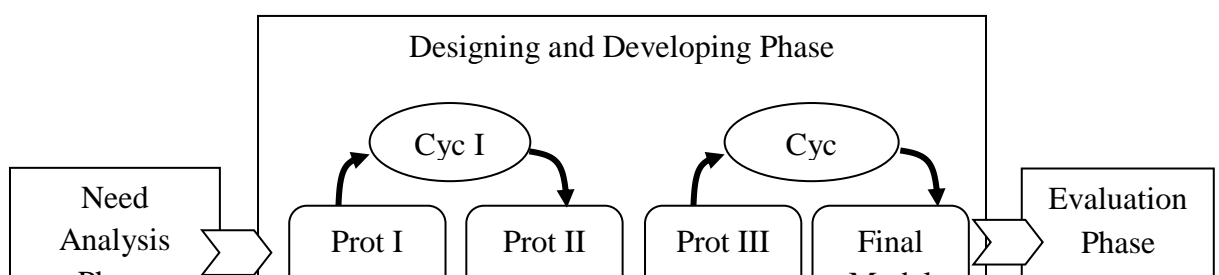 Designing and Developing Phase
Cyc I
Cyc
Need
Analysis
Prot I
Prot II
Prot III
Final
Evaluation
Phase